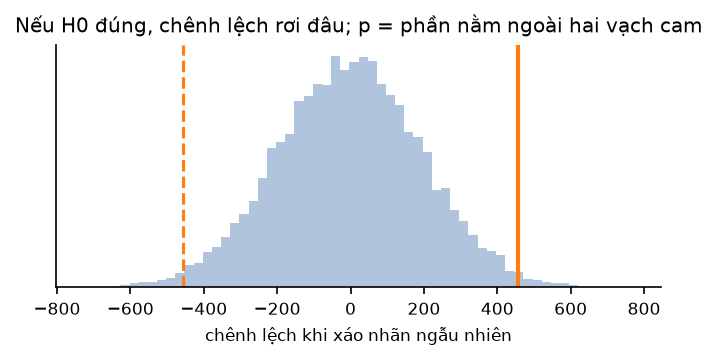 Nếu H0 đúng, chênh lệch rơi đâu; p = phần nằm ngoài hai vạch cam
−800 −600 −400 −200 0 200 400 600 800
chênh lệch khi xáo nhãn ngẫu nhiên